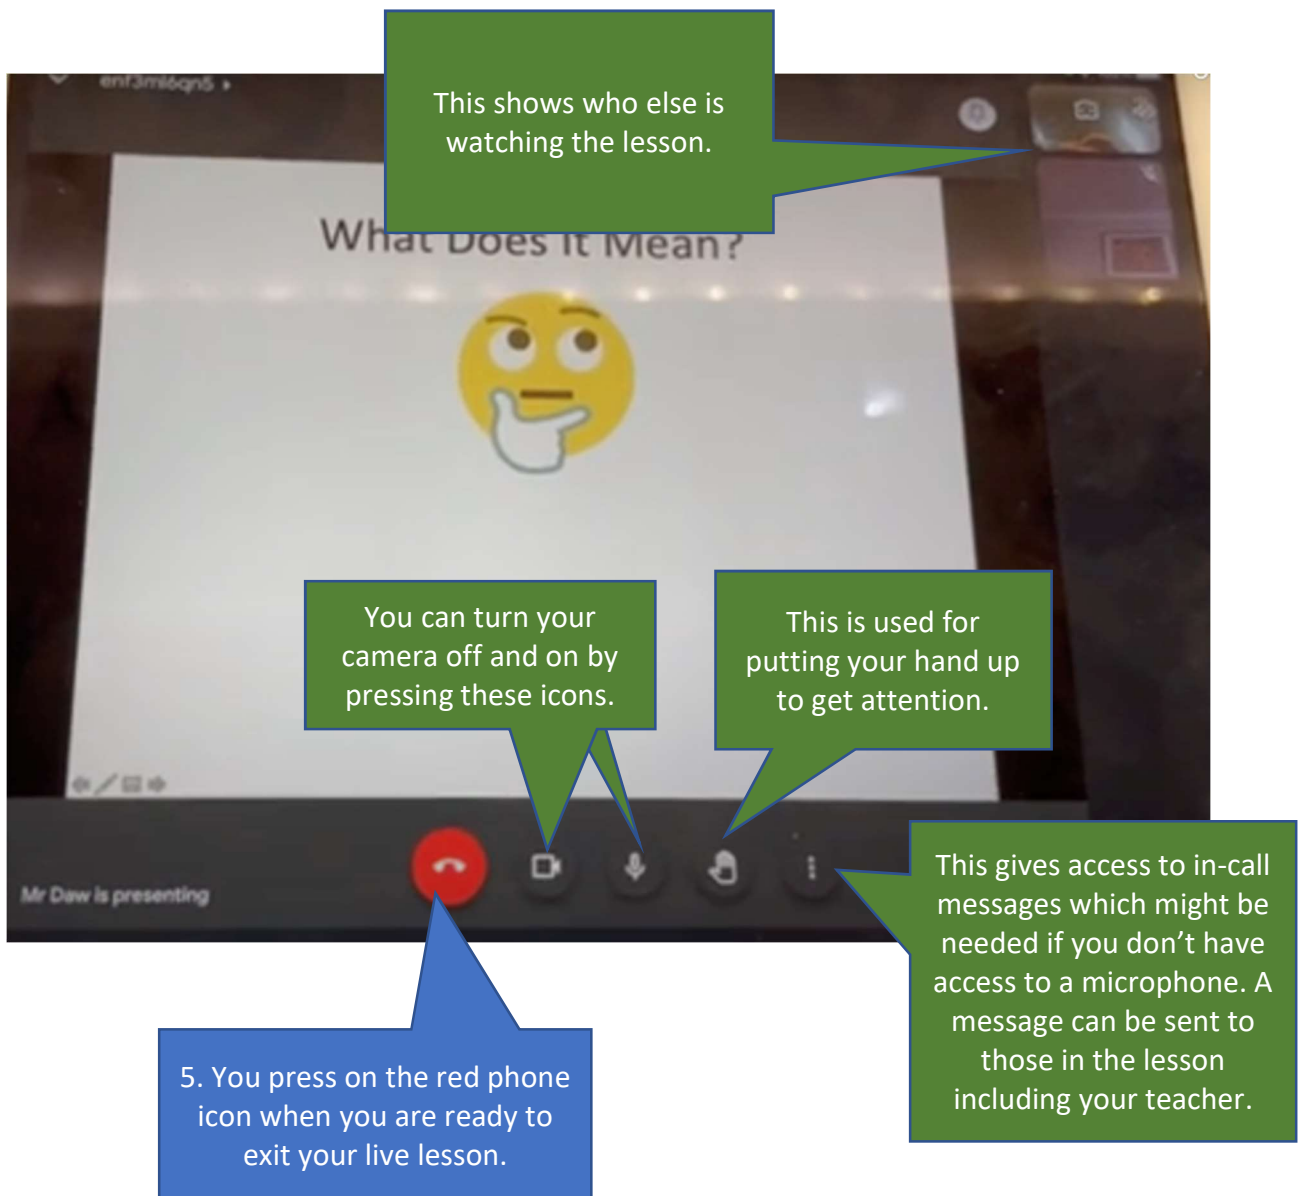 enf3ml6qn5
This shows who else is
watching the lesson.
What Does It Mean?
You can turn your
camera off and on by
pressing these icons.
This is used for
putting your hand up
to get attention.
Mr Daw is presenting
This gives access to in-call
messages which might be
needed if you don’t have
access to a microphone. A
message can be sent to
those in the lesson
including your teacher.
5. You press on the red phone
icon when you are ready to
exit your live lesson.